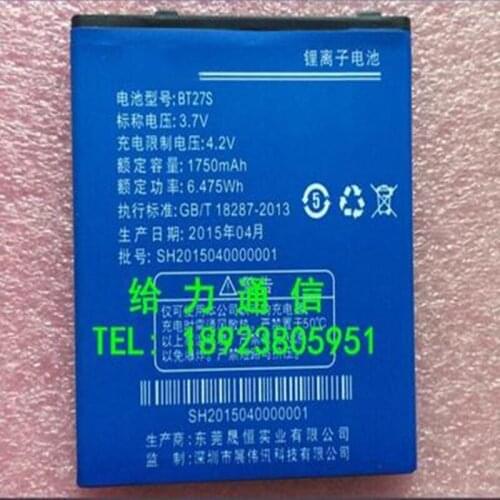 锂离子电池
电池型号:BT27S
标称电压:3.7V
充电限制电压:4.2V
额定容量:1750mAh
额定能量:6.475Wh
执行标准:GB/T 18287-2013
生产日期:2015年04月
批号:SH2015040000001
5
警告
给力通信
TEL: 18923805951
SH2015040000001
生产商:东莞晟恒实业有限公司
监制:深圳市展伟讯科技有限公司